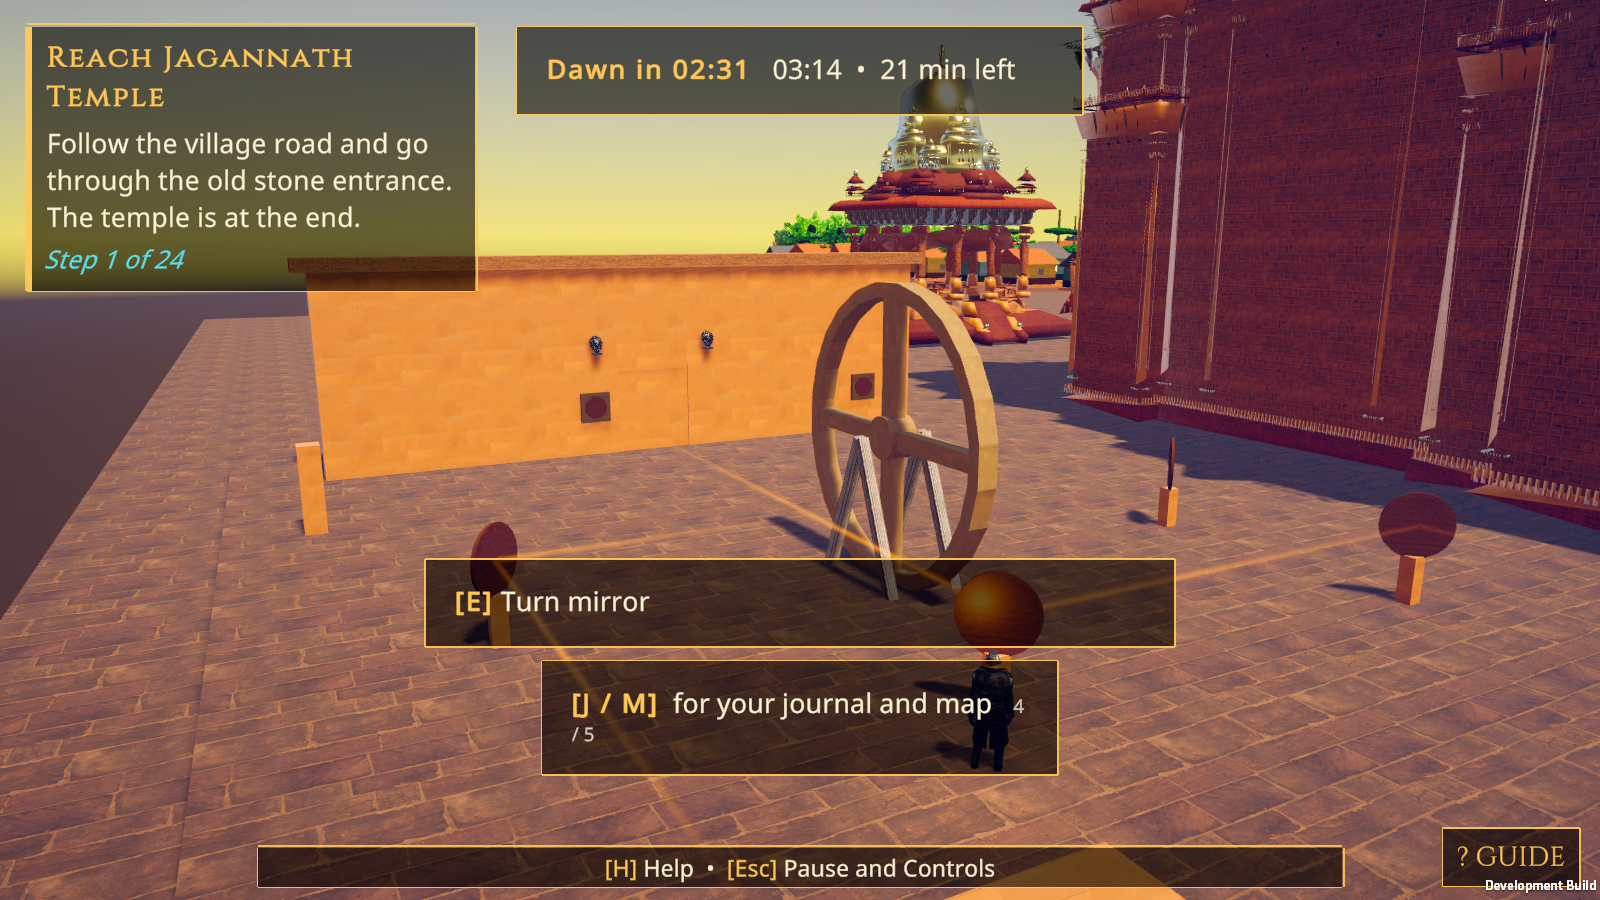 REACH JAGANNATH
TEMPLE
Follow the village road and go
through the old stone entrance.
The temple is at the end.
Step 1 of 24
Dawn in 02:31 03:14 • 21 min left
[E] Turn mirror
[J / M] for your journal and map 4
/ 5
[H] Help • [Esc] Pause and Controls
? GUIDE
Development Build